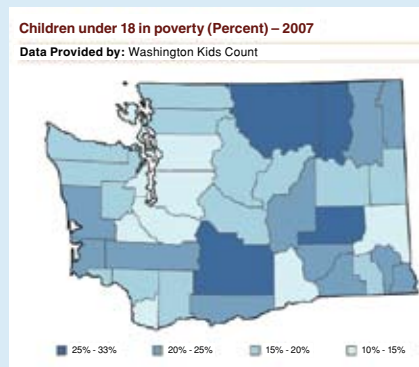 Children under 18 in poverty (Percent) – 2007
Data Provided by: Washington Kids Count
25% - 33% 20% - 25% 15% - 20% 10% - 15%